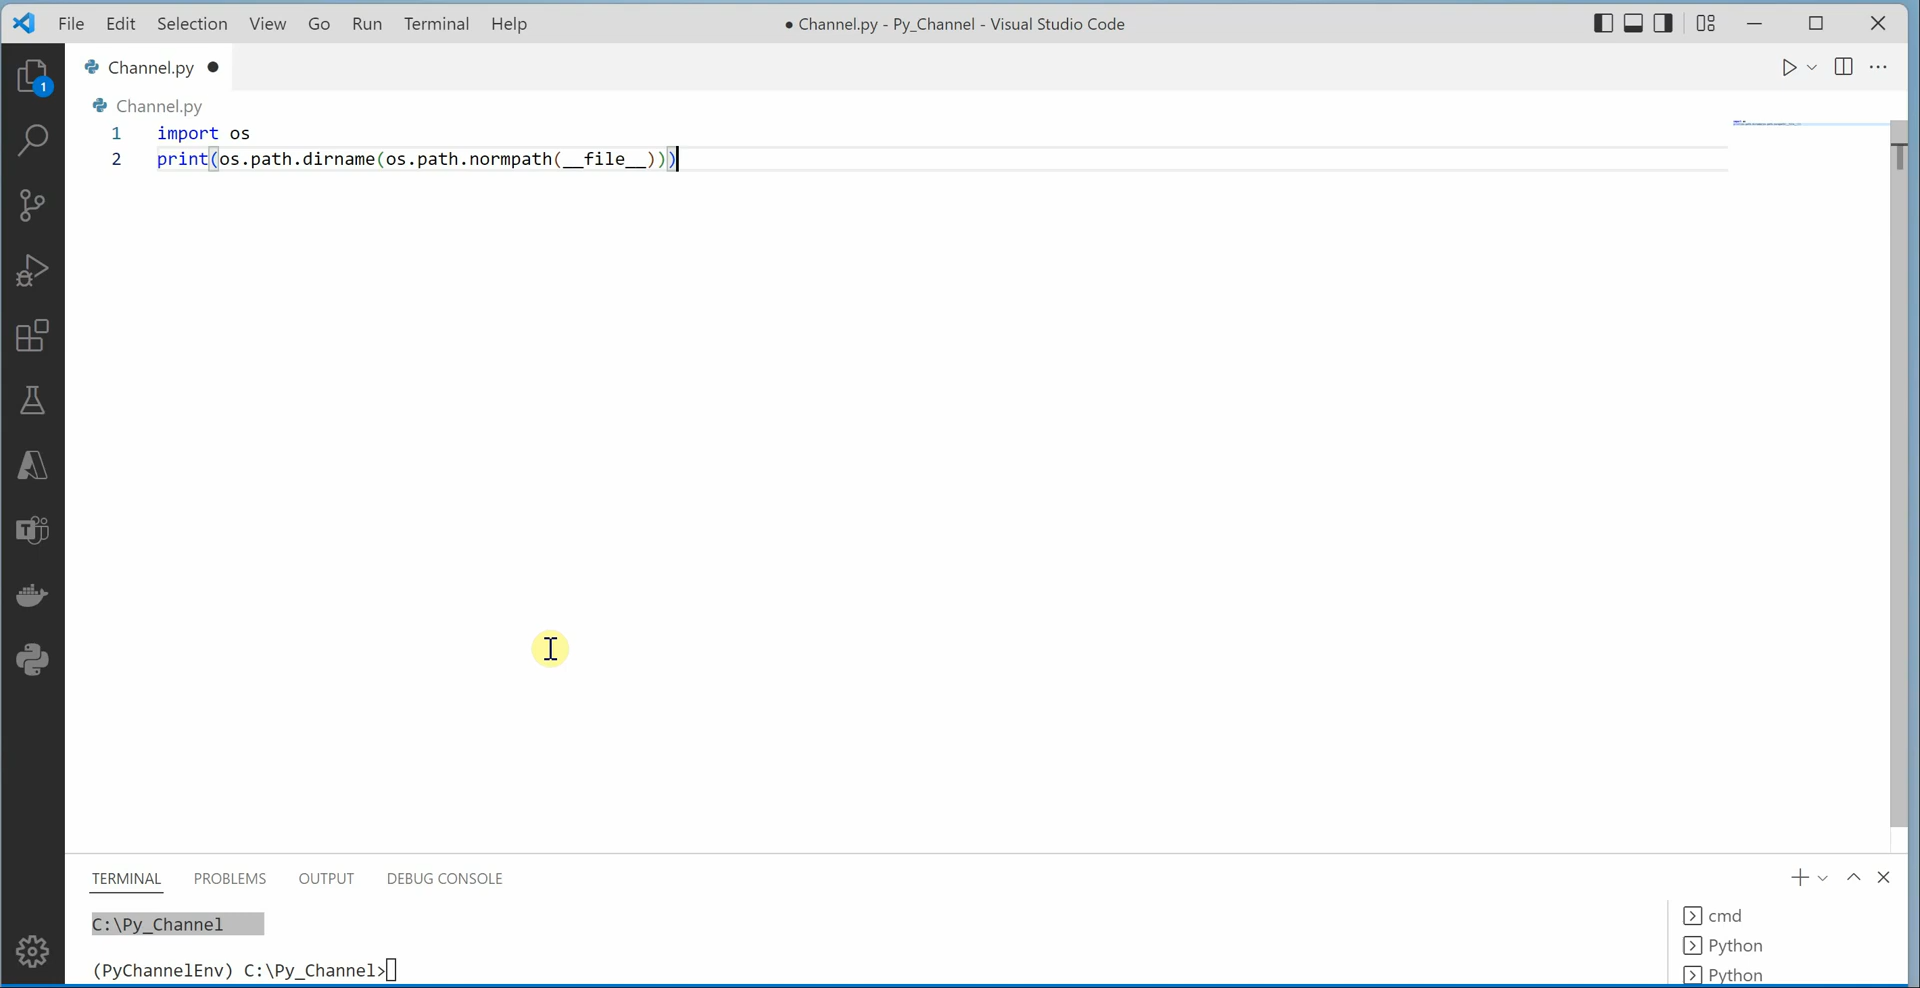 File Edit Selection View Go Run Terminal Help ● Channel.py - Py_Channel - Visual Studio Code
Channel.py ●
1
Channel.py
1 import os
2 print(os.path.dirname(os.path.normpath(__file__)))
TERMINAL PROBLEMS OUTPUT DEBUG CONSOLE
C:\Py_Channel
cmd
Python
(PyChannelEnv) C:\Py_Channel>
Python